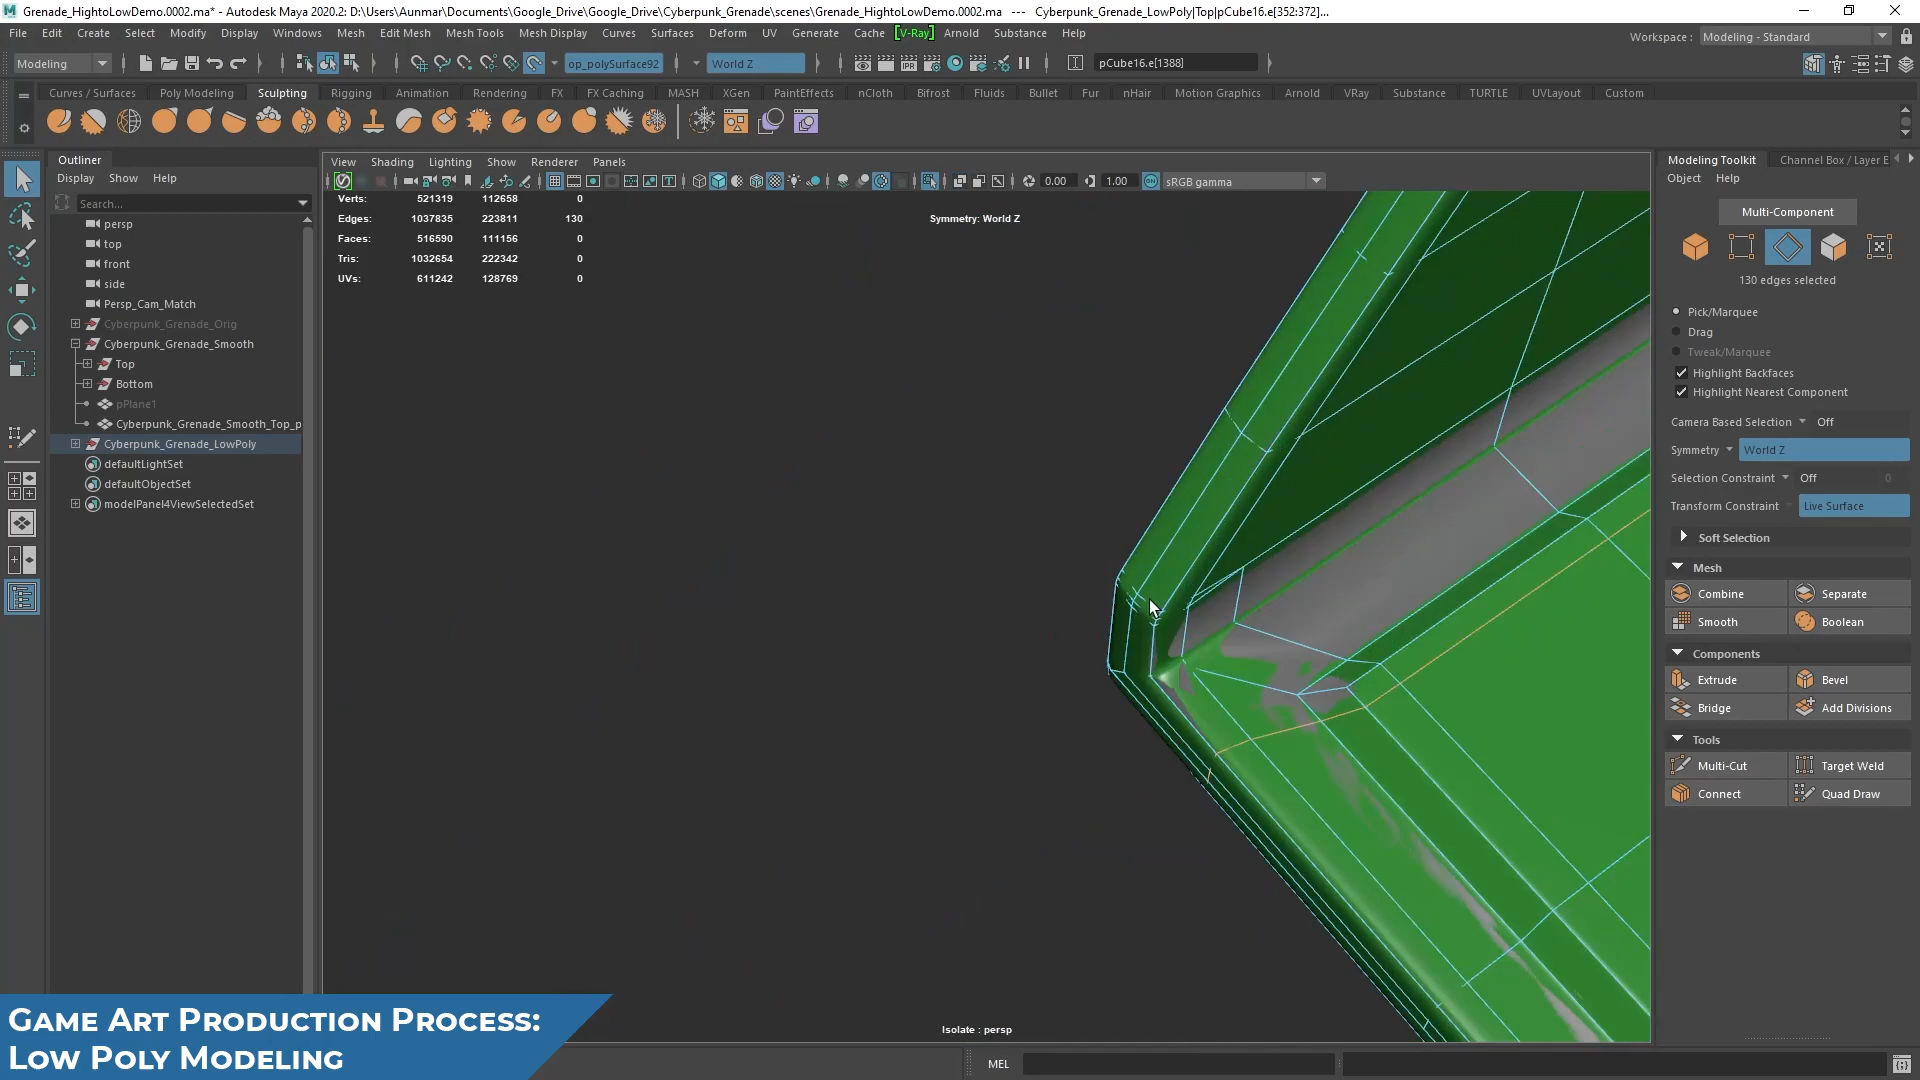 Grenade_HightoLowDemo.0002.ma* - Autodesk Maya 2020.2: D:\Users\Aunmar\Documents\Google_Drive\Google_Drive\Cyberpunk_Grenade\scenes\Grenade_HightoLowDemo.0002.ma --- Cyberpunk_Grenade_LowPoly|Top|pCube16.e[352:372]...
File Edit Create Select Modify Display Windows Mesh Edit Mesh Mesh Tools Mesh Display Curves Surfaces Deform UV Generate Cache [V-Ray] Arnold Substance Help
Workspace : Modeling - Standard
Modeling op_polySurface92 World Z pCube16.e[1388]
Curves / Surfaces Poly Modeling Sculpting Rigging Animation Rendering FX FX Caching MASH XGen PaintEffects nCloth Bifrost Fluids Bullet Fur nHair Motion Graphics Arnold VRay Substance TURTLE UVLayout Custom
Outliner
Display Show Help
Search...
persp
top
front
side
Persp_Cam_Match
Cyberpunk_Grenade_Orig
Cyberpunk_Grenade_Smooth
Top
Bottom
pPlane1
Cyberpunk_Grenade_Smooth_Top_p
Cyberpunk_Grenade_LowPoly
defaultLightSet
defaultObjectSet
modelPanel4ViewSelectedSet
View Shading Lighting Show Renderer Panels
0.00 1.00 ON sRGB gamma
Verts: 521319 112658 0
Edges: 1037835 223811 130
Faces: 516590 111156 0
Tris: 1032654 222342 0
UVs: 611242 128769 0
Symmetry: World Z
Isolate : persp
Modeling Toolkit Channel Box / Layer E
Object Help
Multi-Component
130 edges selected
Pick/Marquee
Drag
Tweak/Marquee
Highlight Backfaces
Highlight Nearest Component
Camera Based Selection Off
Symmetry World Z
Selection Constraint Off 0
Transform Constraint Live Surface
Soft Selection
Mesh
Combine Separate
Smooth Boolean
Components
Extrude Bevel
Bridge Add Divisions
Tools
Multi-Cut Target Weld
Connect Quad Draw
MEL
Game Art Production Process:
Low Poly Modeling